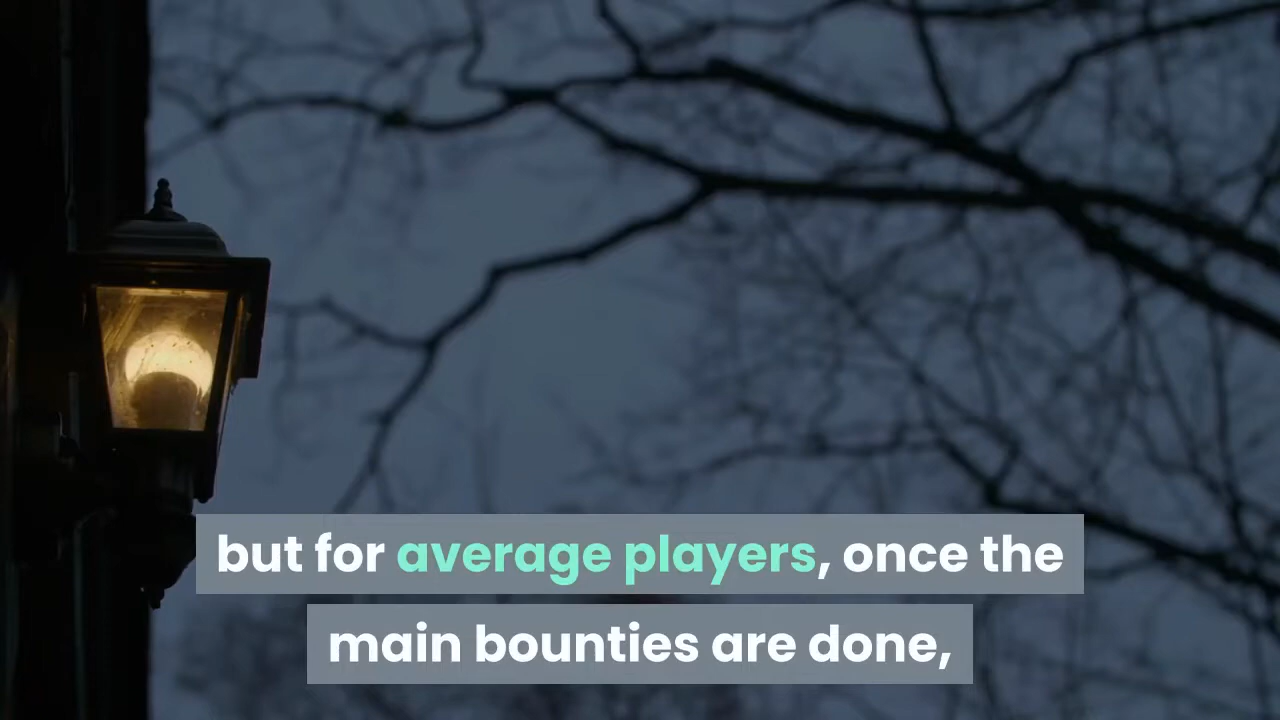 but for average players, once the
main bounties are done,